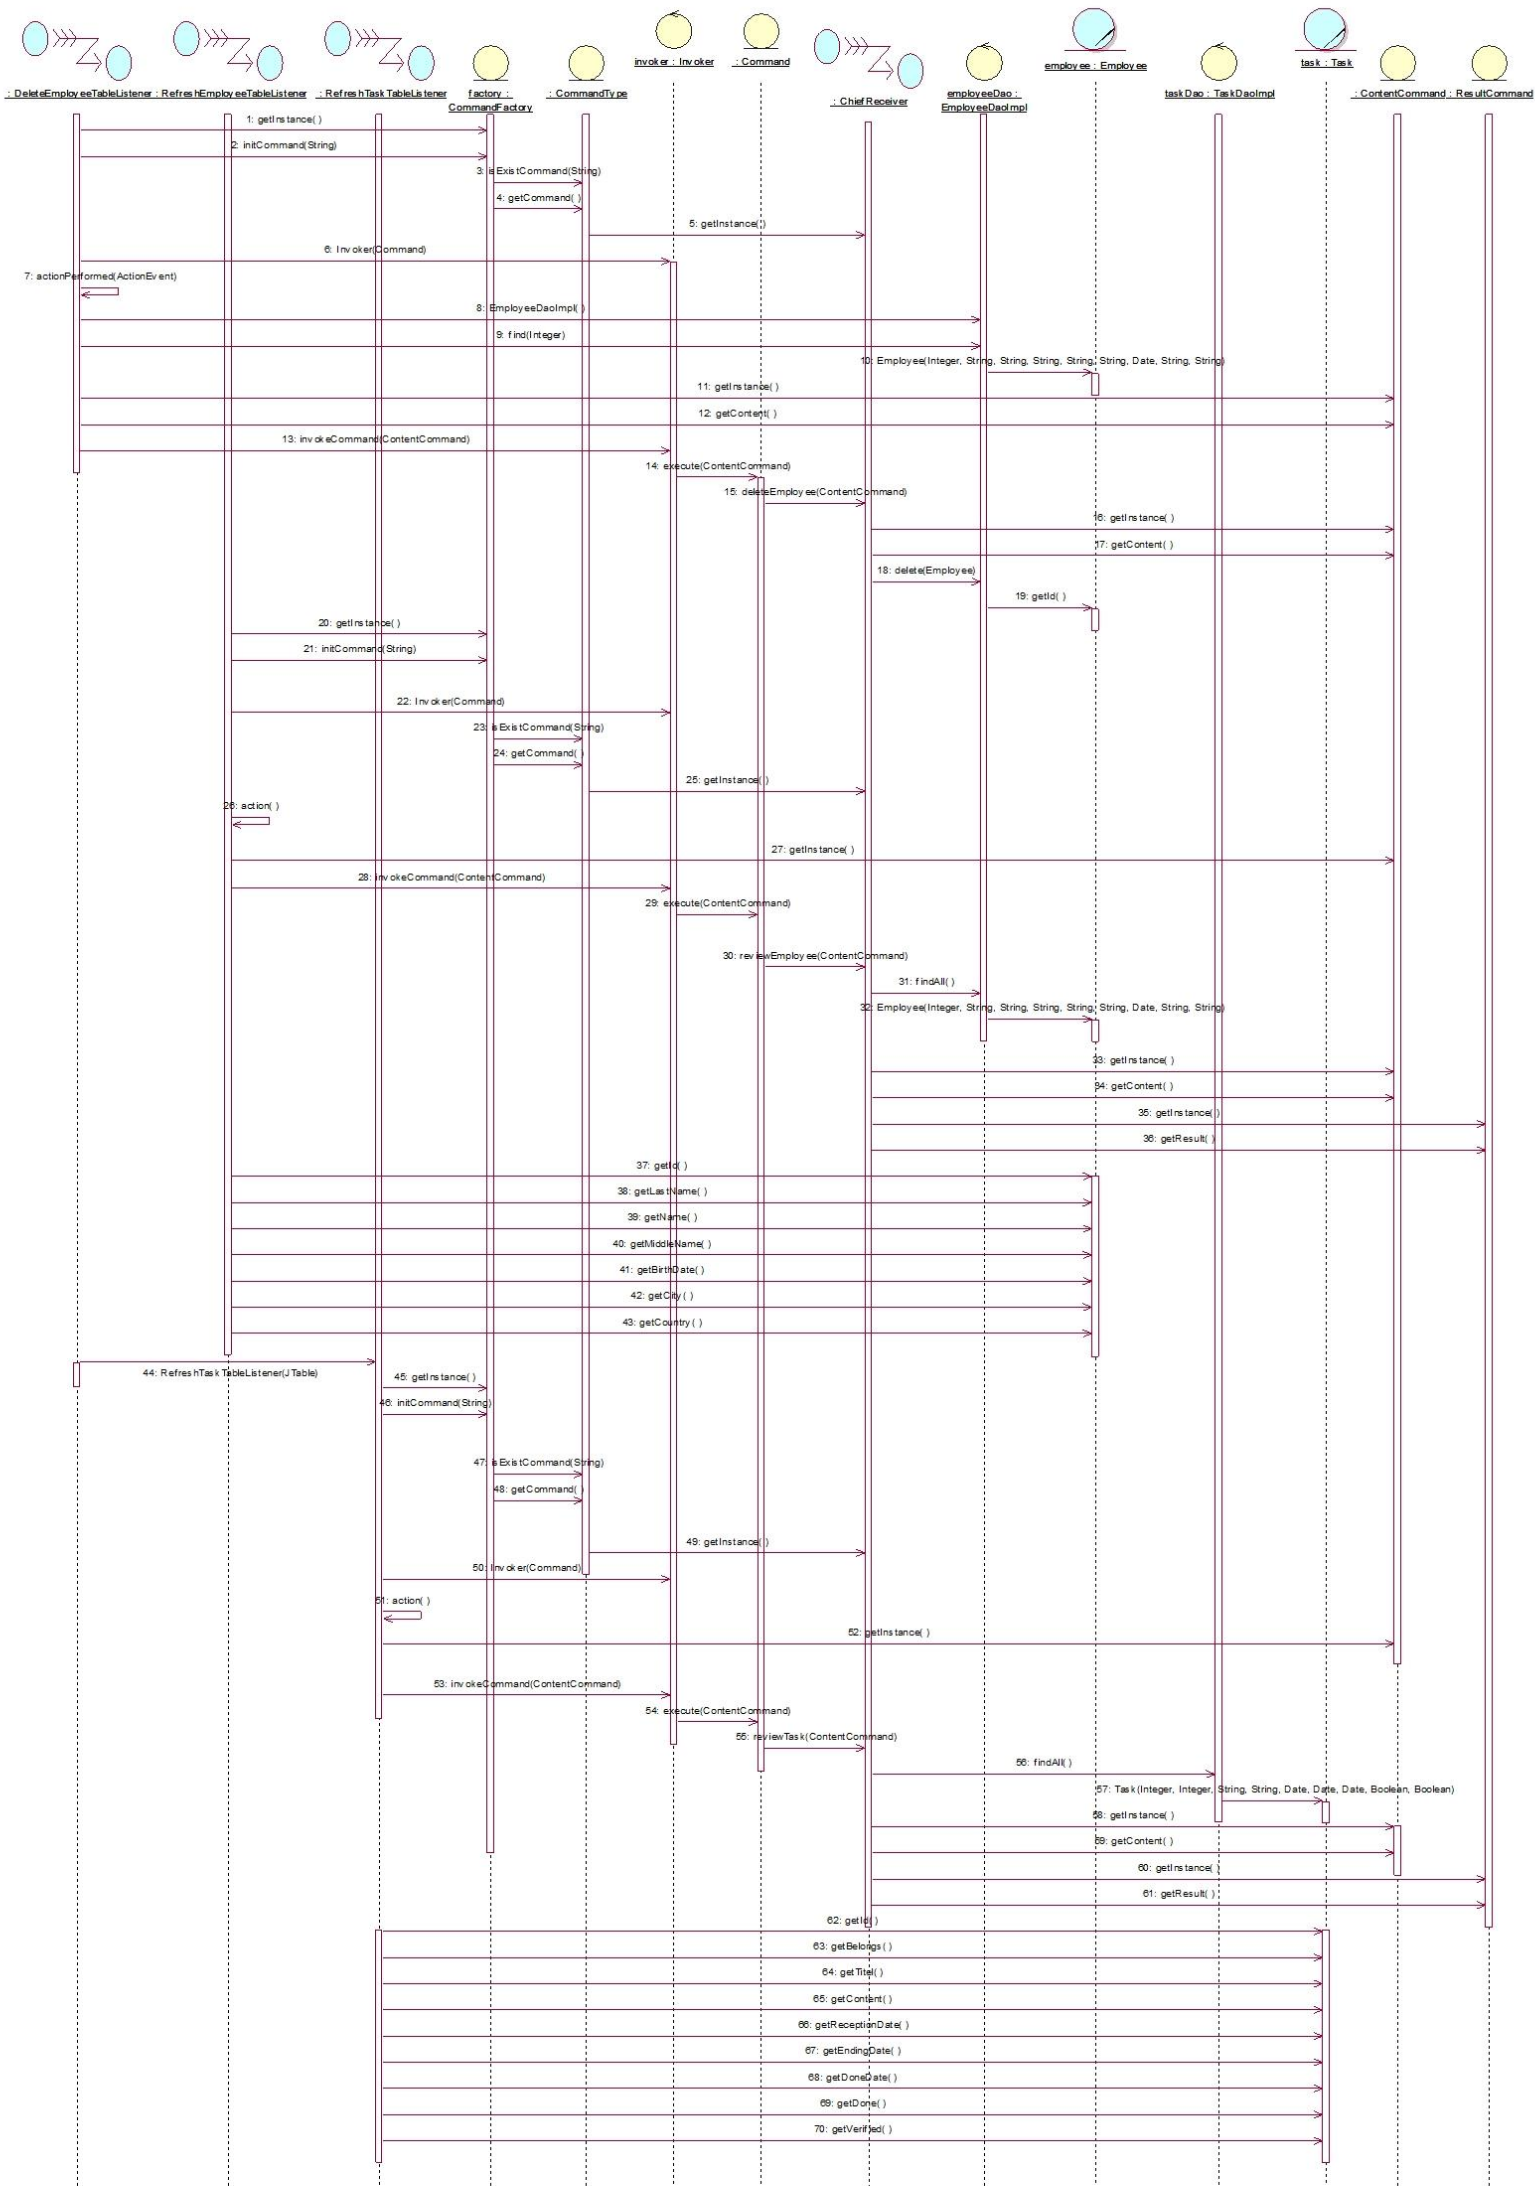 invoker : Invoker
: Command
employee : Employee
task : Task
: DeleteEmployeeTableListener
: RefreshEmployeeTableListener
: RefreshTaskTableListener
factory :
CommandFactory
: CommandType
: ChiefReceiver
employeeDao :
EmployeeDaoImpl
taskDao : TaskDaoImpl
: ContentCommand
: ResultCommand
1: getInstance( )
2: initCommand(String)
3: isExistCommand(String)
4: getCommand( )
5: getInstance( )
6: Invoker(Command)
7: actionPerformed(ActionEvent)
8: EmployeeDaoImpl( )
9: find(Integer)
10: Employee(Integer, String, String, String, String, String, Date, String, String)
11: getInstance( )
12: getContent( )
13: invokeCommand(ContentCommand)
14: execute(ContentCommand)
15: deleteEmployee(ContentCommand)
16: getInstance( )
17: getContent( )
18: delete(Employee)
19: getId( )
20: getInstance( )
21: initCommand(String)
22: Invoker(Command)
23: isExistCommand(String)
24: getCommand( )
25: getInstance( )
26: action( )
27: getInstance( )
28: invokeCommand(ContentCommand)
29: execute(ContentCommand)
30: reviewEmployee(ContentCommand)
31: findAll( )
32: Employee(Integer, String, String, String, String, String, Date, String, String)
33: getInstance( )
34: getContent( )
35: getInstance( )
36: getResult( )
37: getId( )
38: getLastName( )
39: getName( )
40: getMiddleName( )
41: getBirthDate( )
42: getCity( )
43: getCountry( )
44: RefreshTaskTableListener(JTable)
45: getInstance( )
46: initCommand(String)
47: isExistCommand(String)
48: getCommand( )
49: getInstance( )
50: Invoker(Command)
51: action( )
52: getInstance( )
53: invokeCommand(ContentCommand)
54: execute(ContentCommand)
55: reviewTask(ContentCommand)
56: findAll( )
57: Task(Integer, Integer, String, String, Date, Date, Date, Boolean, Boolean)
58: getInstance( )
59: getContent( )
60: getInstance( )
61: getResult( )
62: getId( )
63: getBelongs( )
64: getTitel( )
65: getContent( )
66: getReceptionDate( )
67: getEndingDate( )
68: getDoneDate( )
69: getDone( )
70: getVerified( )